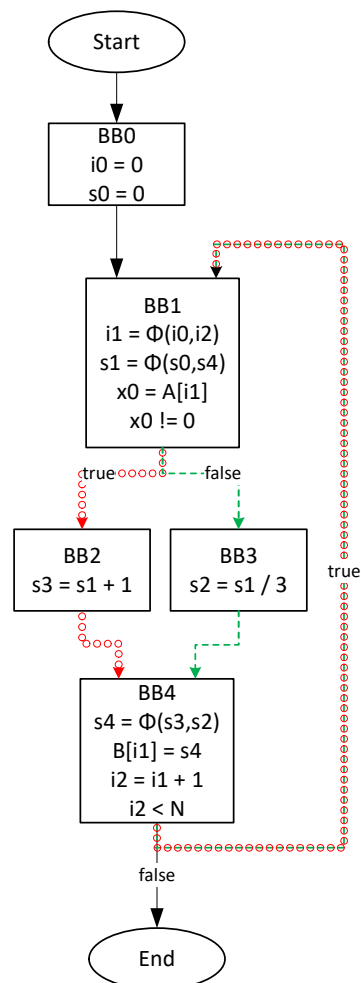 Start
BB0
i0 = 0
s0 = 0
BB1
i1 = Φ(i0,i2)
s1 = Φ(s0,s4)
x0 = A[i1]
x0 != 0
true
false
BB2
s3 = s1 + 1
BB3
s2 = s1 / 3
true
BB4
s4 = Φ(s3,s2)
B[i1] = s4
i2 = i1 + 1
i2 < N
false
End